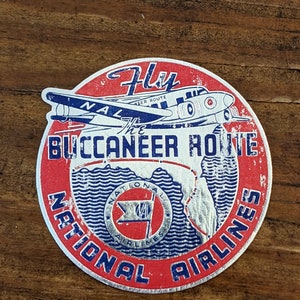 Fly
NAL
The
BUCCANEER ROUTE
NATIONAL
AIRLINES
NATIONAL AIRLINES